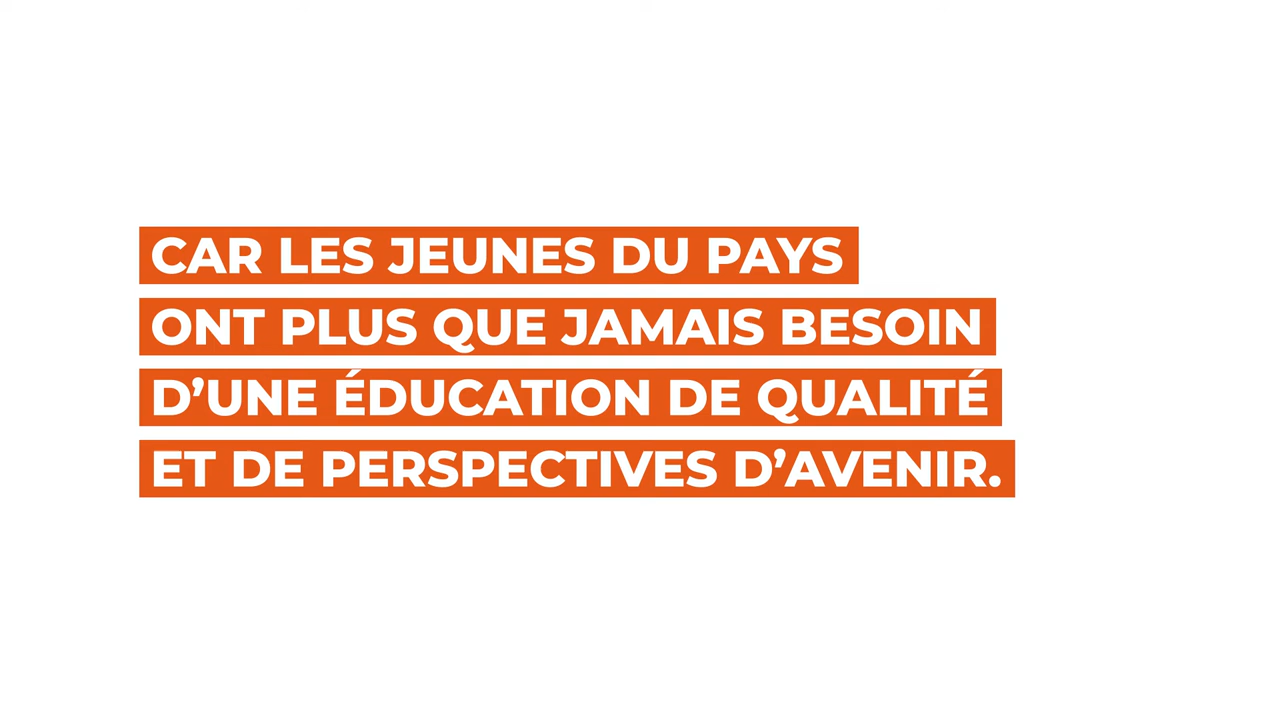 CAR LES JEUNES DU PAYS
ONT PLUS QUE JAMAIS BESOIN
D’UNE ÉDUCATION DE QUALITÉ
ET DE PERSPECTIVES D’AVENIR.